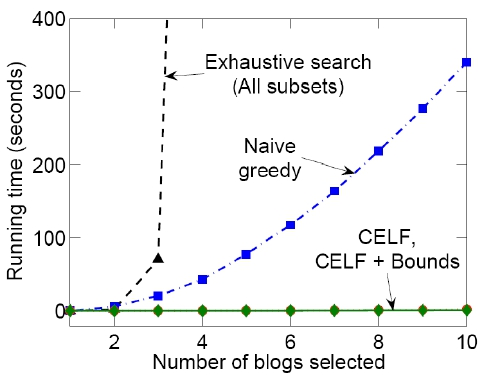 400
300
200
100
0
Running time (seconds)
Exhaustive search
(All subsets)
Naive
greedy
CELF,
CELF + Bounds
2 4 6 8 10
Number of blogs selected